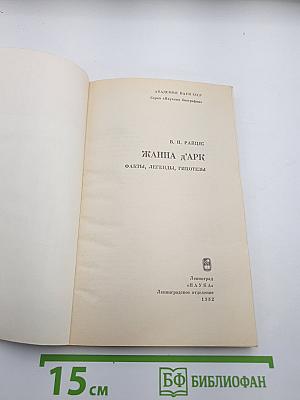 АКАДЕМИЯ НАУК СССР
Серия «Научные биографии»
В. И. РАЙЦЕС
ЖАННА д'АРК
ФАКТЫ, ЛЕГЕНДЫ, ГИПОТЕЗЫ
Ленинград
«НАУКА»
Ленинградское отделение
1982
15 СМ
БФ БИБЛИОФАН